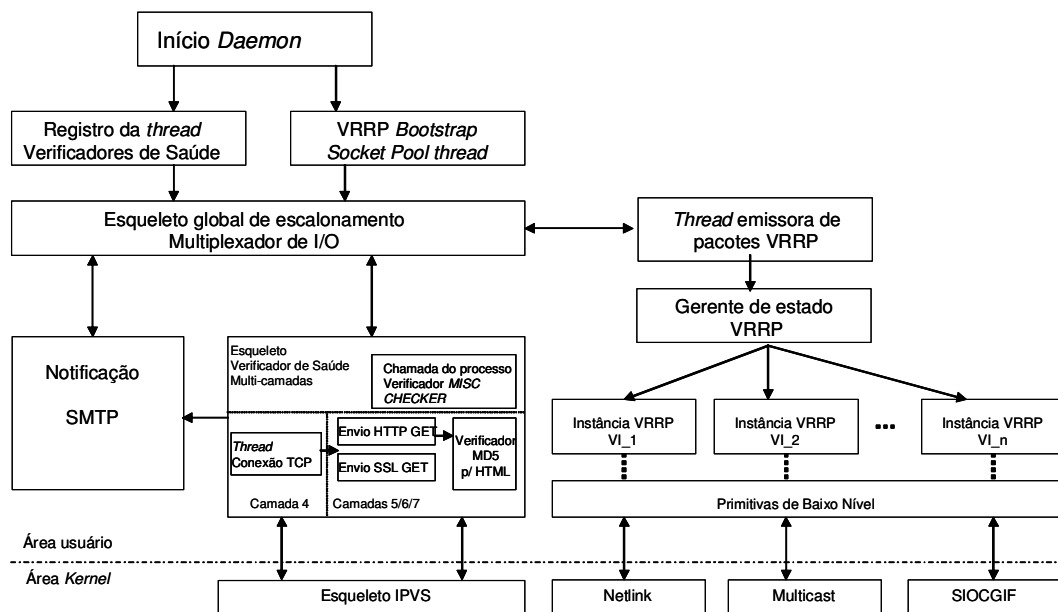 Início Daemon
Registro da thread
Verificadores de Saúde
VRRP Bootstrap
Socket Pool thread
Esqueleto global de escalonamento
Multiplexador de I/O
Thread emissora de
pacotes VRRP
Gerente de estado
VRRP
Notificação
SMTP
Esqueleto
Verificador de Saúde
Multi-camadas
Chamada do processo
Verificador MISC
CHECKER
Thread
Conexão TCP
Envio HTTP GET
Envio SSL GET
Verificador
MD5
p/ HTML
Camada 4
Camadas 5/6/7
Instância VRRP
VI_1
Instância VRRP
VI_2
...
Instância VRRP
VI_n
Primitivas de Baixo Nível
Área usuário
Área Kernel
Esqueleto IPVS
Netlink
Multicast
SIOCGIF